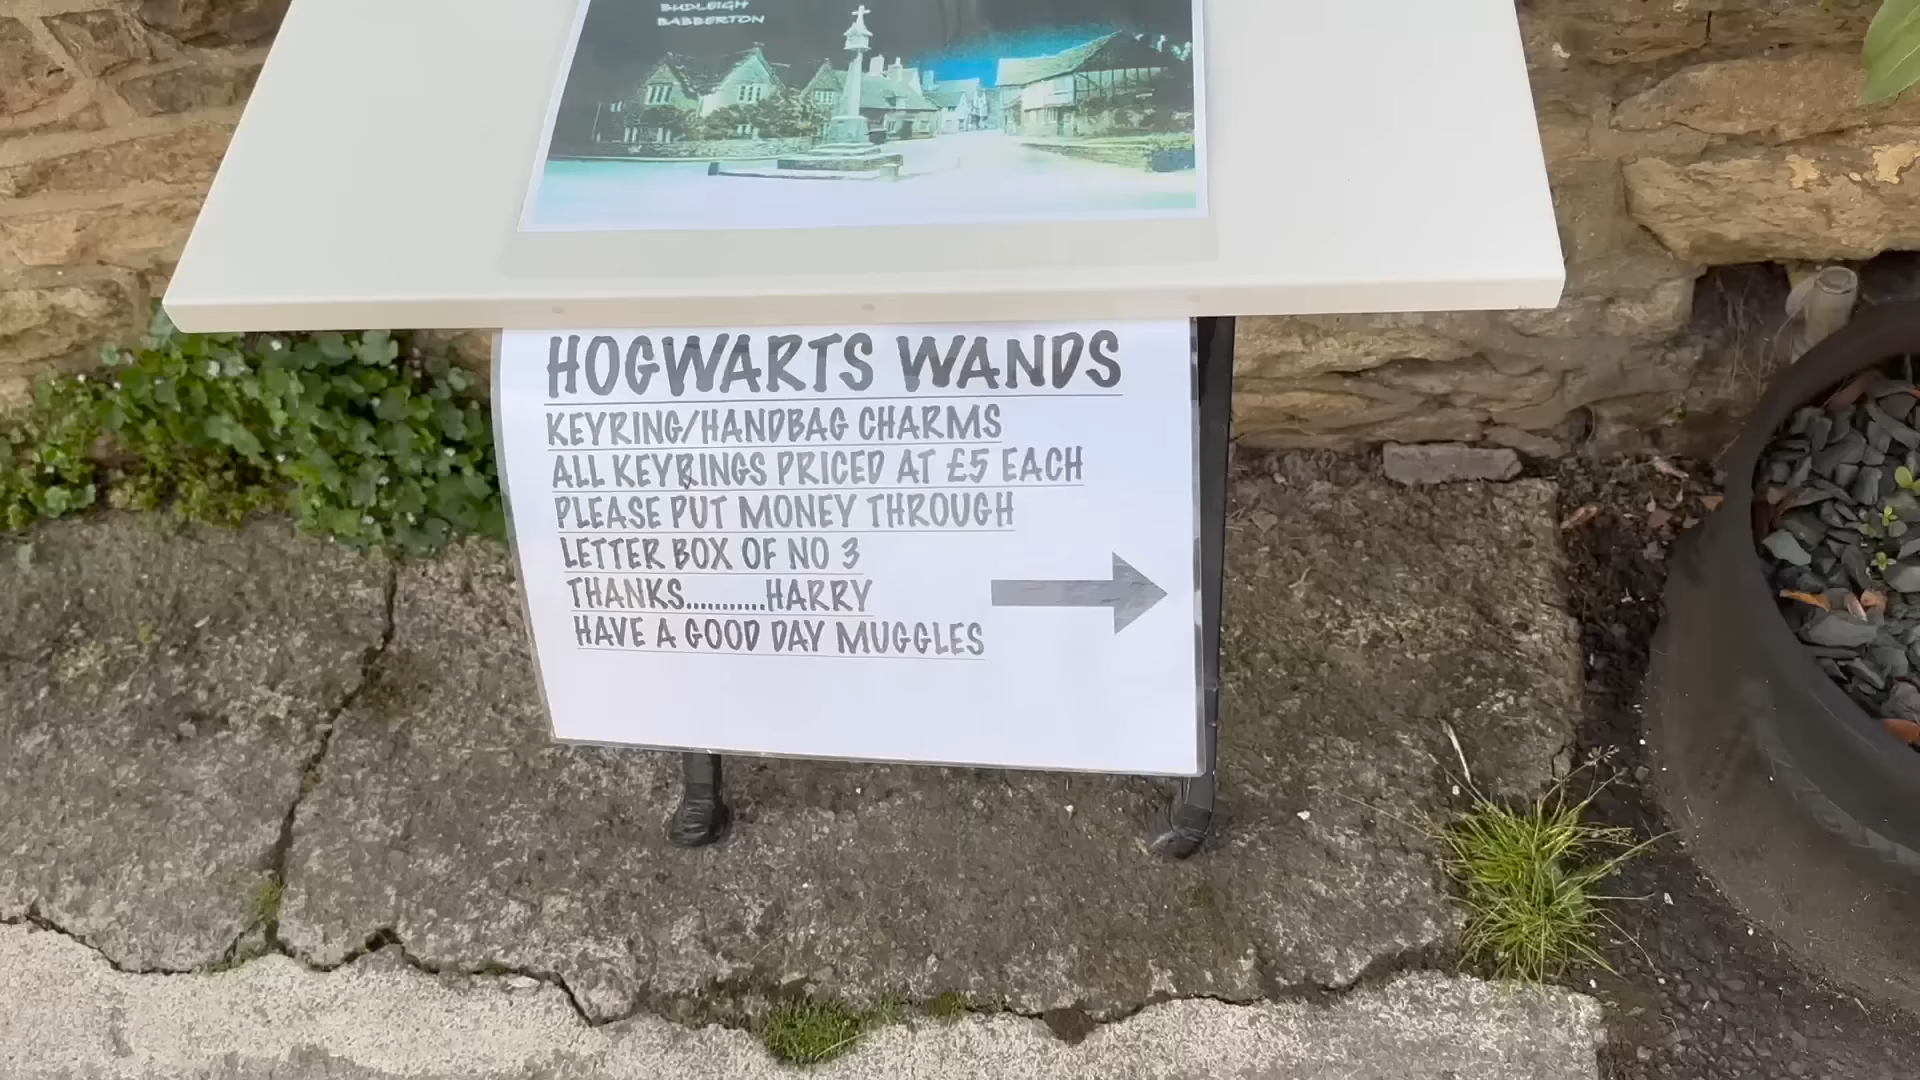 BUDLEIGH
BABBERTON
HOGWARTS WANDS
KEYRING/HANDBAG CHARMS
ALL KEYRINGS PRICED AT £5 EACH
PLEASE PUT MONEY THROUGH
LETTER BOX OF NO 3
THANKS...........HARRY
HAVE A GOOD DAY MUGGLES